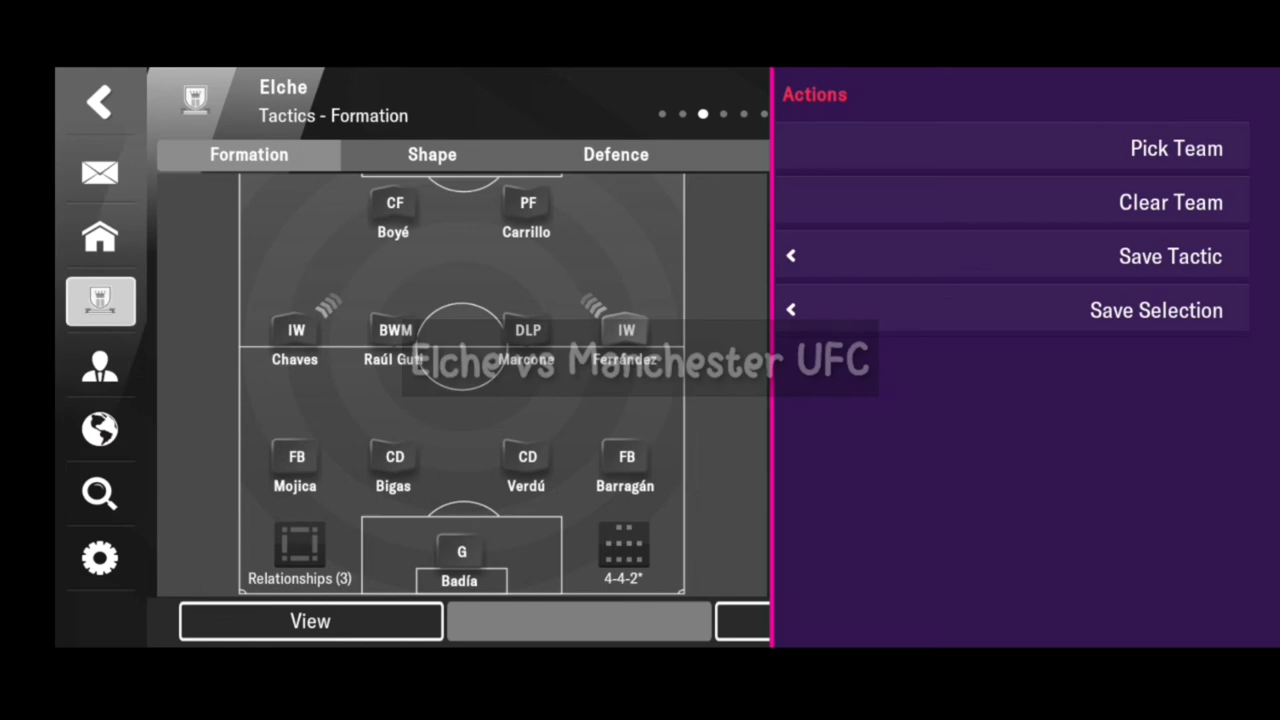 Elche
Tactics - Formation
Formation Shape Defence
CF PF
Boyé Carrillo
IW BWM DLP IW
Chaves Raúl Guti Marcone Ferrández
Elche vs Manchester UFC
FB CD CD FB
Mojica Bigas Verdú Barragán
G
Relationships (3) Badía 4-4-2*
View
Actions
Pick Team
Clear Team
Save Tactic
Save Selection